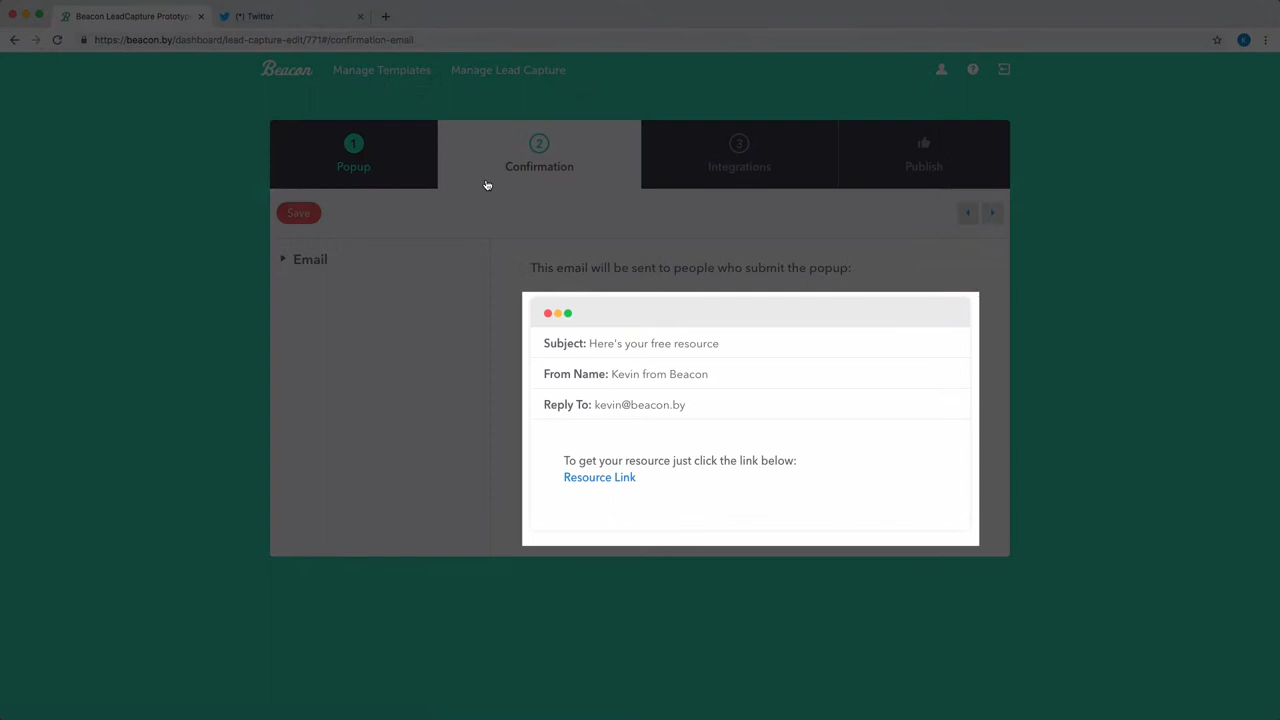 Beacon LeadCapture Prototyp
(*) Twitter
https://beacon.by/dashboard/lead-capture-edit/771#/confirmation-email
K
Beacon Manage Templates Manage Lead Capture
1 2 3
Popup Confirmation Integrations Publish
Save
Email
This email will be sent to people who submit the popup:
Subject: Here's your free resource
From Name: Kevin from Beacon
Reply To: kevin@beacon.by
To get your resource just click the link below:
Resource Link